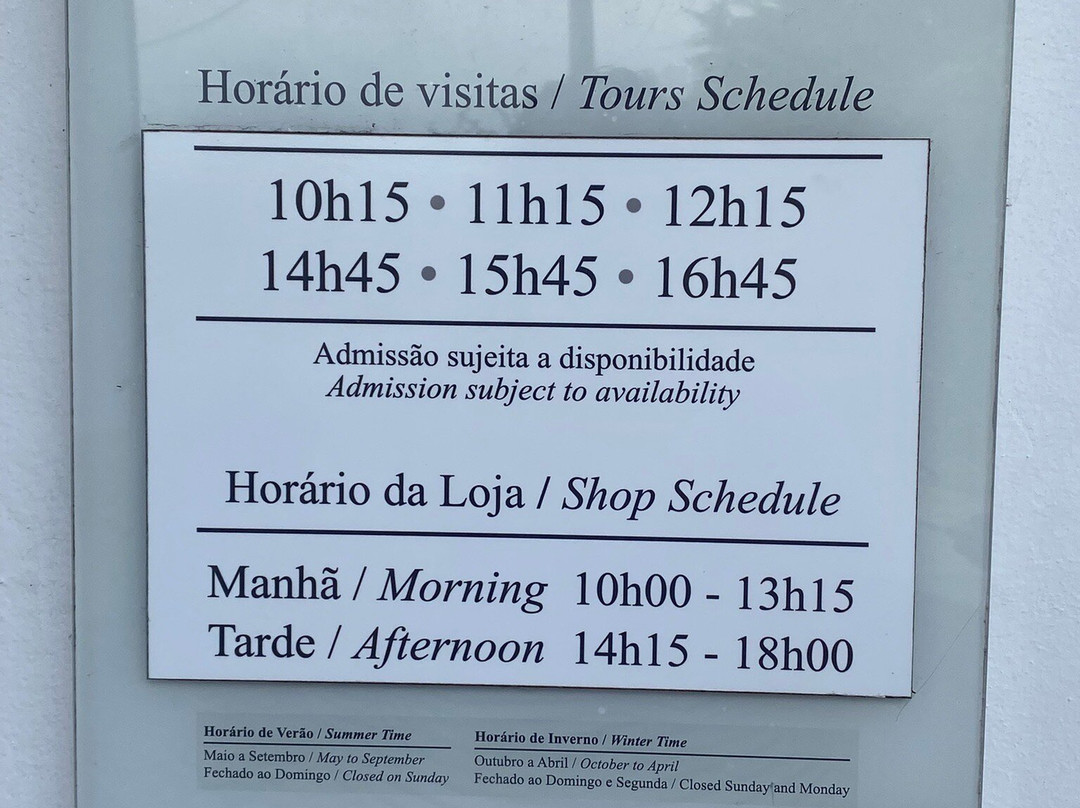 Horário de visitas / Tours Schedule
10h15 • 11h15 • 12h15
14h45 • 15h45 • 16h45
Admissão sujeita a disponibilidade
Admission subject to availability
Horário da Loja / Shop Schedule
Manhã / Morning 10h00 - 13h15
Tarde / Afternoon 14h15 - 18h00
Horário de Verão / Summer Time
Maio a Setembro / May to September
Fechado ao Domingo / Closed on Sunday
Horário de Inverno / Winter Time
Outubro a Abril / October to April
Fechado ao Domingo e Segunda / Closed Sunday and Monday